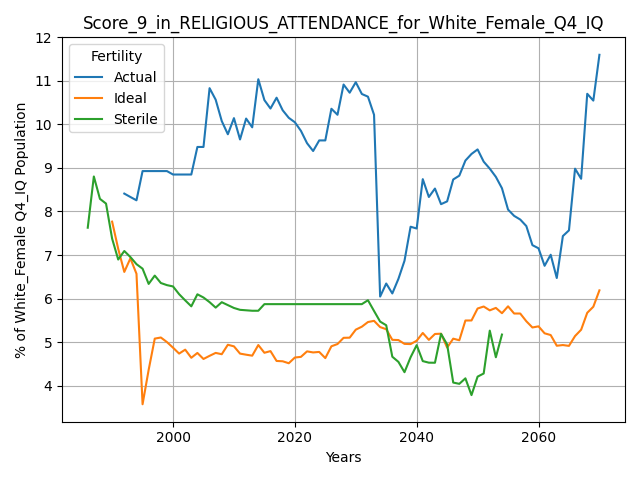 Score_9_in_RELIGIOUS_ATTENDANCE_for_White_Female_Q4_IQ
% of White_Female Q4_IQ Population
12
11
10
9
8
7
6
5
4
Fertility
Actual
Ideal
Sterile
2000 2020 2040 2060
Years